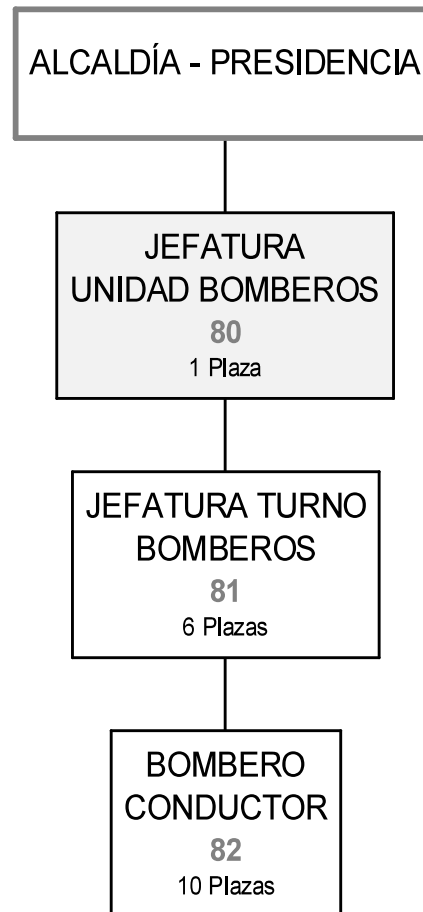 ALCALDÍA - PRESIDENCIA
JEFATURA
UNIDAD BOMBEROS
80
1 Plaza
JEFATURA TURNO
BOMBEROS
81
6 Plazas
BOMBERO
CONDUCTOR
82
10 Plazas